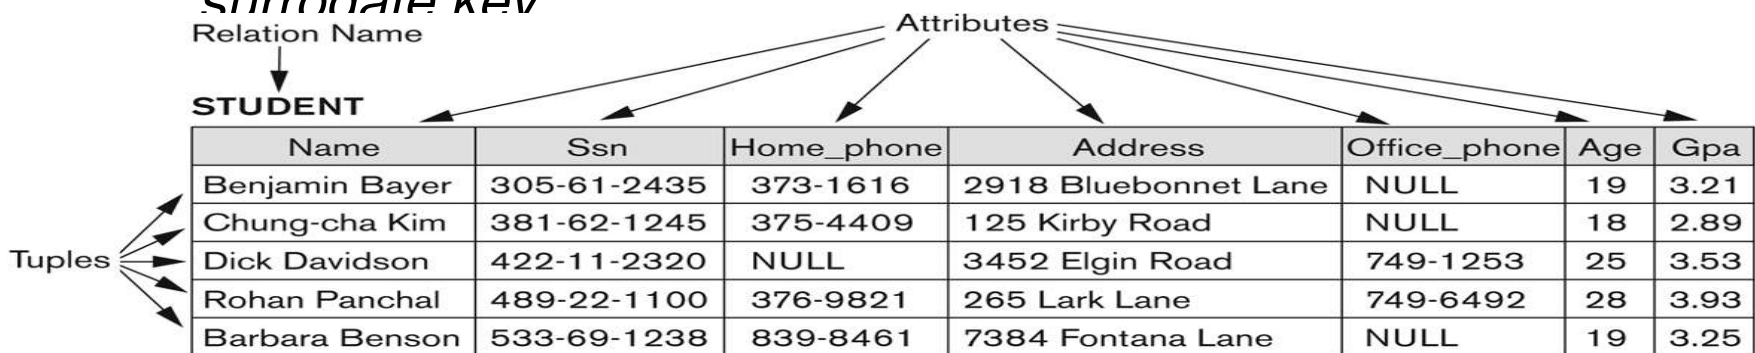 surrogate key
Relation Name
Attributes
STUDENT
Name Ssn Home_phone Address Office_phone Age Gpa
Benjamin Bayer 305-61-2435 373-1616 2918 Bluebonnet Lane NULL 19 3.21
Chung-cha Kim 381-62-1245 375-4409 125 Kirby Road NULL 18 2.89
Tuples Dick Davidson 422-11-2320 NULL 3452 Elgin Road 749-1253 25 3.53
Rohan Panchal 489-22-1100 376-9821 265 Lark Lane 749-6492 28 3.93
Barbara Benson 533-69-1238 839-8461 7384 Fontana Lane NULL 19 3.25